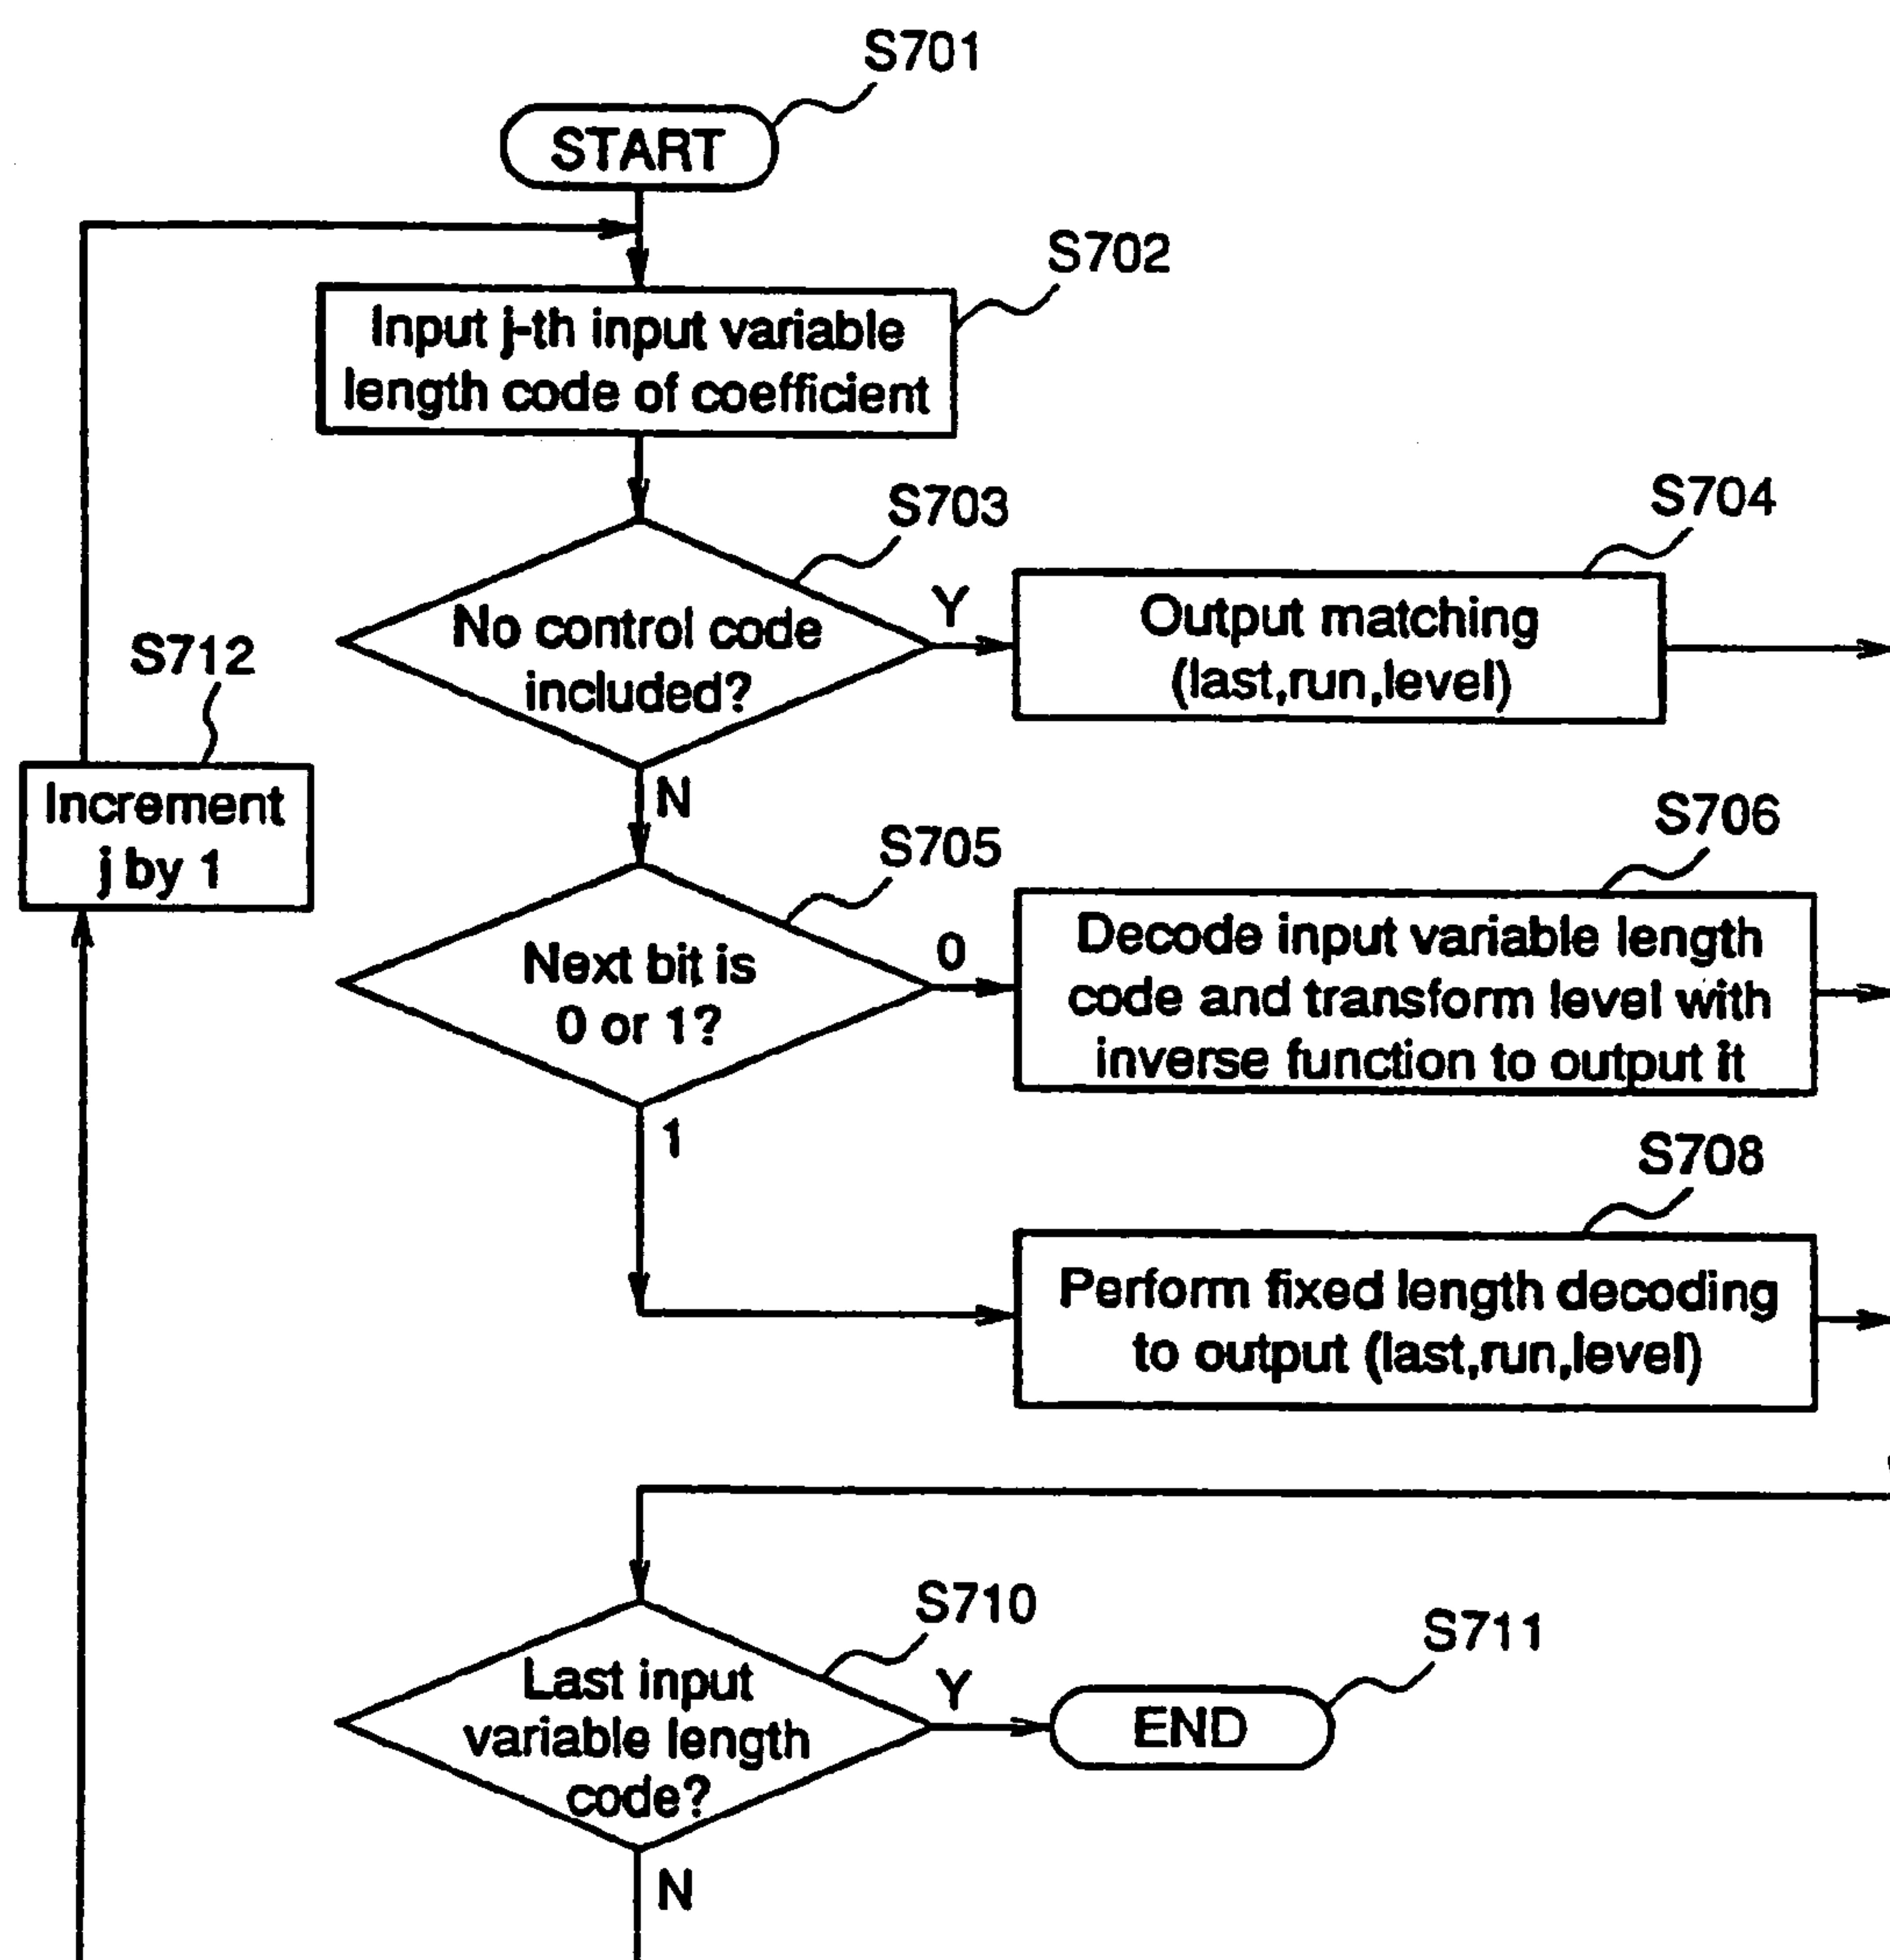 S701
START
S702
Input j-th input variable
length code of coefficient
S703
No control code
included?
Y
S704
Output matching
(last,run,level)
S712
Increment
j by 1
N
S705
Next bit is
0 or 1?
0
S706
Decode input variable length
code and transform level with
inverse function to output it
1
S708
Perform fixed length decoding
to output (last,run,level)
S710
Last input
variable length
code?
Y
S711
END
N